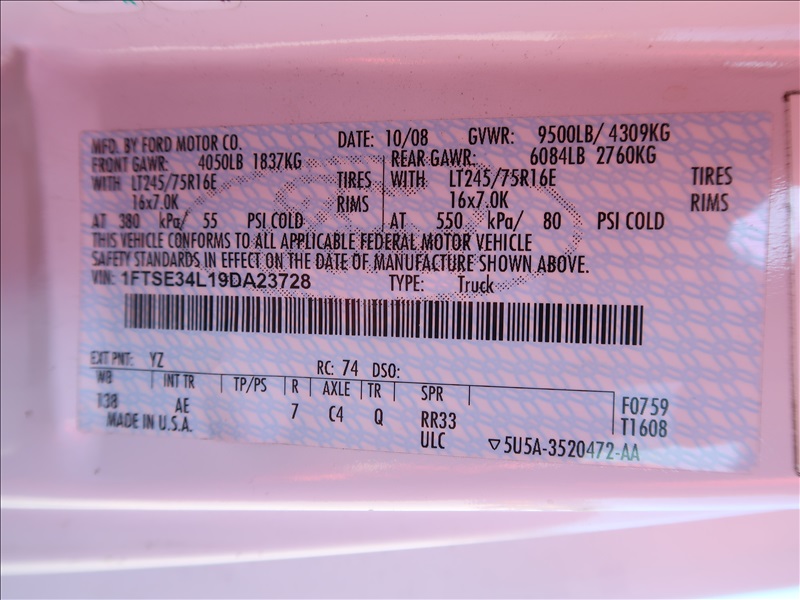 MFD. BY FORD MOTOR CO. DATE: 10/08 GVWR: 9500LB/ 4309KG
FRONT GAWR: 4050LB 1837KG REAR GAWR: 6084LB 2760KG
WITH LT245/75R16E TIRES WITH LT245/75R16E TIRES
16x7.0K RIMS 16x7.0K RIMS
AT 380 kPa/ 55 PSI COLD AT 550 kPa/ 80 PSI COLD
THIS VEHICLE CONFORMS TO ALL APPLICABLE FEDERAL MOTOR VEHICLE
SAFETY STANDARDS IN EFFECT ON THE DATE OF MANUFACTURE SHOWN ABOVE.
VIN: 1FTSE34L19DA23728 TYPE: Truck
EXT PNT: YZ RC: 74 DSO:
WB INT TR TP/PS R AXLE TR SPR
138 AE 7 C4 Q RR33 F0759
MADE IN U.S.A. ULC T1608
▽5U5A-3520472-AA